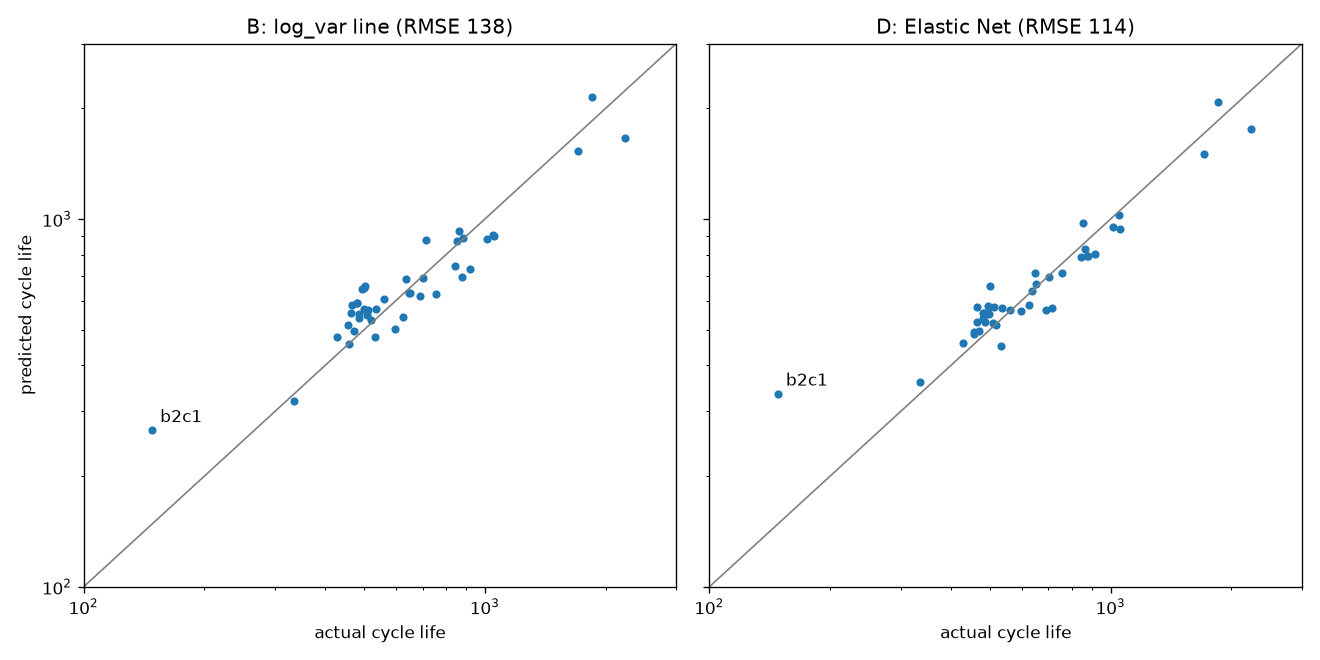 B: log_var line (RMSE 138)
D: Elastic Net (RMSE 114)
predicted cycle life
10³
10²
b2c1
b2c1
10²
10³
10²
10³
actual cycle life
actual cycle life